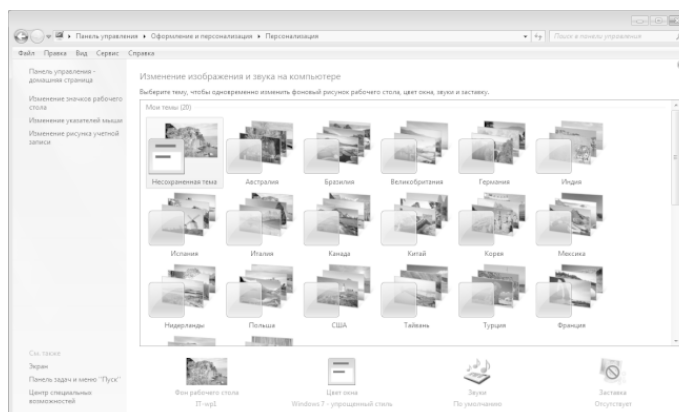 Панель управления ▸ Оформление и персонализация ▸ Персонализация
Поиск в панели управления
Файл Правка Вид Сервис Справка
Панель управления -
домашняя страница
Изменение значков рабочего
стола
Изменение указателей мыши
Изменение рисунка учетной
записи
Изменение изображения и звука на компьютере
Выберите тему, чтобы одновременно изменить фоновый рисунок рабочего стола, цвет окна, звуки и заставку.
Мои темы (20)
Несохраненная тема Австралия Бразилия Великобритания Германия Индия
Испания Италия Канада Китай Корея Мексика
Нидерланды Польша США Тайвань Турция Франция
См. также
Экран
Панель задач и меню "Пуск"
Центр специальных
возможностей
Фон рабочего стола Цвет окна Звуки Заставка
IT-wp1 Windows 7 - упрощенный стиль По умолчанию Отсутствует